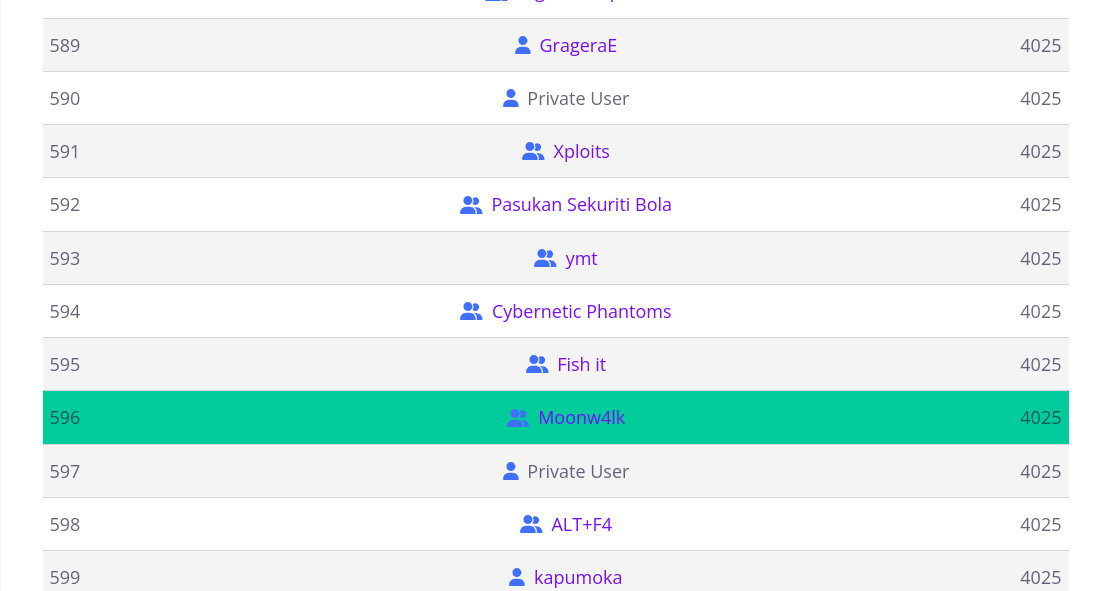 589 GrageraE 4025
590 Private User 4025
591 Xploits 4025
592 Pasukan Sekuriti Bola 4025
593 ymt 4025
594 Cybernetic Phantoms 4025
595 Fish it 4025
596 Moonw4lk 4025
597 Private User 4025
598 ALT+F4 4025
599 kapumoka 4025